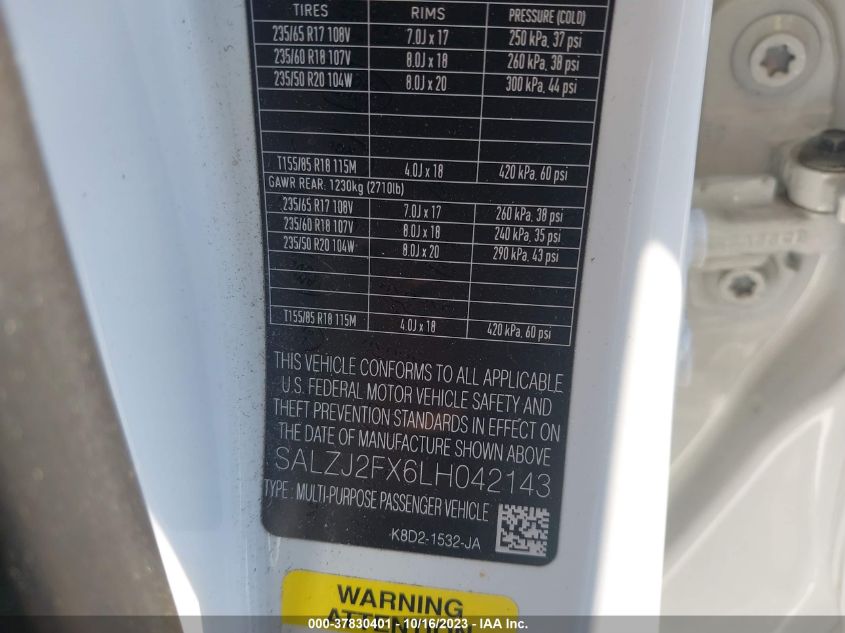 TIRES RIMS PRESSURE (COLD)
235/65 R17 108V 7.0J x 17 250 kPa, 37 psi
235/60 R18 107V 8.0J x 18 260 kPa, 38 psi
235/50 R20 104W 8.0J x 20 300 kPa, 44 psi
T155/85 R18 115M 4.0J x 18 420 kPa, 60 psi
GAWR REAR: 1230kg (2710lb)
235/65 R17 108V 7.0J x 17 260 kPa, 38 psi
235/60 R18 107V 8.0J x 18 240 kPa, 35 psi
235/50 R20 104W 8.0J x 20 290 kPa, 43 psi
T155/85 R18 115M 4.0J x 18 420 kPa, 60 psi
THIS VEHICLE CONFORMS TO ALL APPLICABLE
U.S. FEDERAL MOTOR VEHICLE SAFETY AND
THEFT PREVENTION STANDARDS IN EFFECT ON
THE DATE OF MANUFACTURE SHOWN ABOVE
SALZJ2FX6LH042143
TYPE: MULTI-PURPOSE PASSENGER VEHICLE
K8D2-1532-JA
WARNING
ATTENTION
000-37830401 - 10/16/2023 - IAA Inc.